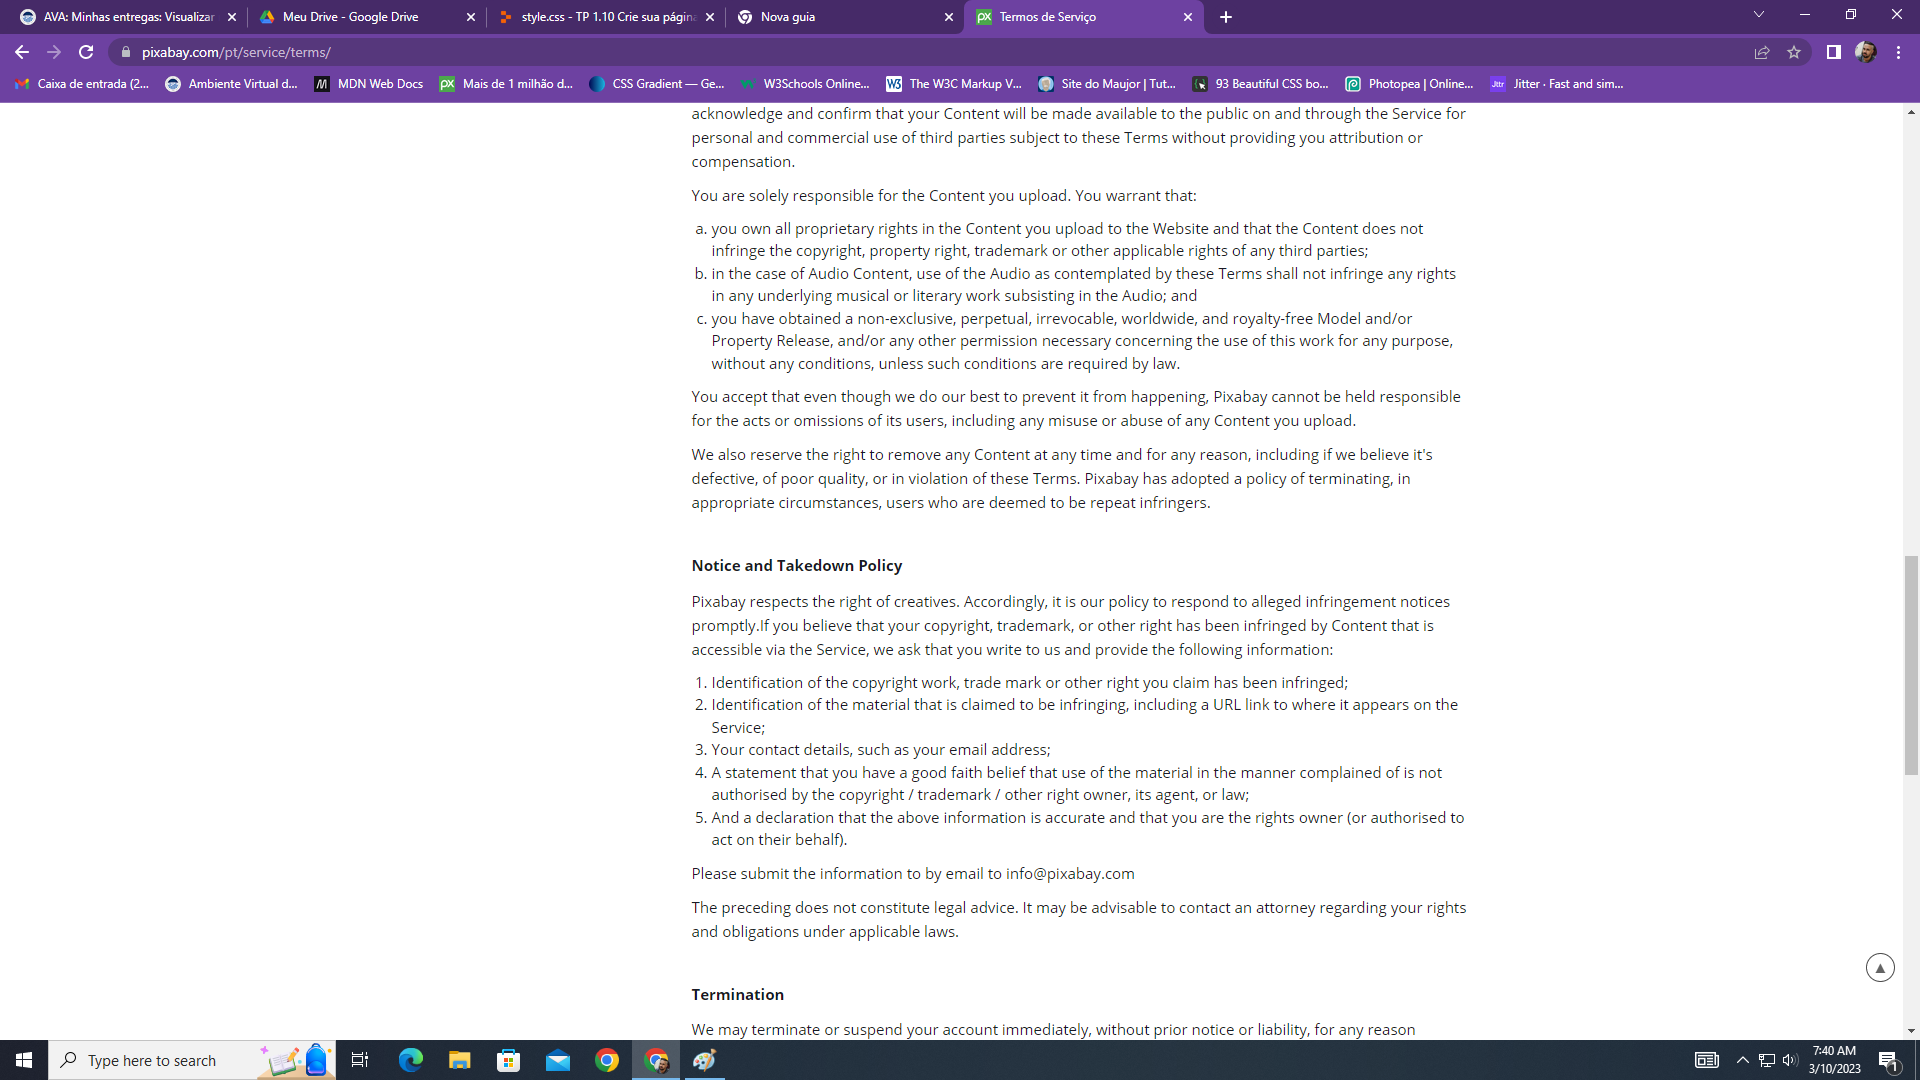 AVA: Minhas entregas: Visualizar
Meu Drive - Google Drive
style.css - TP 1.10 Crie sua págin
Nova guia
Termos de Serviço
pixabay.com/pt/service/terms/
Caixa de entrada (2...
Ambiente Virtual d...
MDN Web Docs
Mais de 1 milhão d...
CSS Gradient — Ge...
W3Schools Online...
The W3C Markup V...
Site do Maujor | Tut...
93 Beautiful CSS bo...
Photopea | Online...
Jitter · Fast and sim...
acknowledge and confirm that your Content will be made available to the public on and through the Service for
personal and commercial use of third parties subject to these Terms without providing you attribution or
compensation.
You are solely responsible for the Content you upload. You warrant that:
a. you own all proprietary rights in the Content you upload to the Website and that the Content does not
infringe the copyright, property right, trademark or other applicable rights of any third parties;
b. in the case of Audio Content, use of the Audio as contemplated by these Terms shall not infringe any rights
in any underlying musical or literary work subsisting in the Audio; and
c. you have obtained a non-exclusive, perpetual, irrevocable, worldwide, and royalty-free Model and/or
Property Release, and/or any other permission necessary concerning the use of this work for any purpose,
without any conditions, unless such conditions are required by law.
You accept that even though we do our best to prevent it from happening, Pixabay cannot be held responsible
for the acts or omissions of its users, including any misuse or abuse of any Content you upload.
We also reserve the right to remove any Content at any time and for any reason, including if we believe it's
defective, of poor quality, or in violation of these Terms. Pixabay has adopted a policy of terminating, in
appropriate circumstances, users who are deemed to be repeat infringers.
Notice and Takedown Policy
Pixabay respects the right of creatives. Accordingly, it is our policy to respond to alleged infringement notices
promptly.If you believe that your copyright, trademark, or other right has been infringed by Content that is
accessible via the Service, we ask that you write to us and provide the following information:
1. Identification of the copyright work, trade mark or other right you claim has been infringed;
2. Identification of the material that is claimed to be infringing, including a URL link to where it appears on the
Service;
3. Your contact details, such as your email address;
4. A statement that you have a good faith belief that use of the material in the manner complained of is not
authorised by the copyright / trademark / other right owner, its agent, or law;
5. And a declaration that the above information is accurate and that you are the rights owner (or authorised to
act on their behalf).
Please submit the information to by email to info@pixabay.com
The preceding does not constitute legal advice. It may be advisable to contact an attorney regarding your rights
and obligations under applicable laws.
Termination
We may terminate or suspend your account immediately, without prior notice or liability, for any reason
Type here to search
7:40 AM
3/10/2023
1